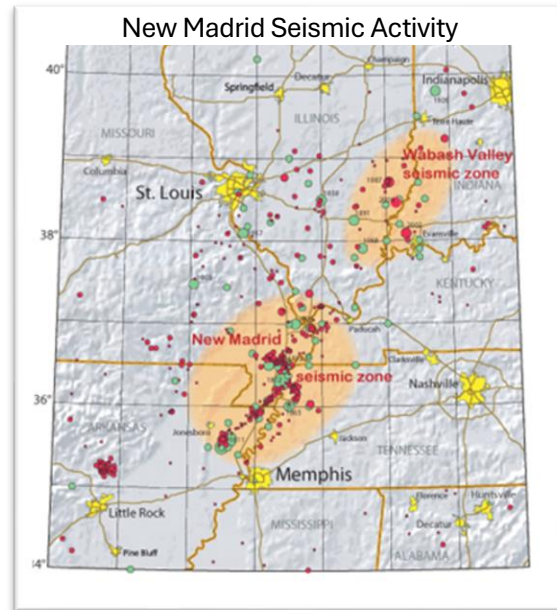 New Madrid Seismic Activity
40°
Champaign
Decatur
Springfield
Indianapolis
1909
ILLINOIS
Terre Haute
MISSOURI
Columbia
Wabash Valley
seismic zone
INDIANA
St. Louis
Evansville
38°
KENTUCKY
New Madrid
seismic zone
Paducah
Clarksville
Nashville
36°
ARKANSAS
Jonesboro
Jackson
TENNESSEE
Memphis
Little Rock
Florence
Huntsville
Decatur
MISSISSIPPI
Pine Bluff
ALABAMA